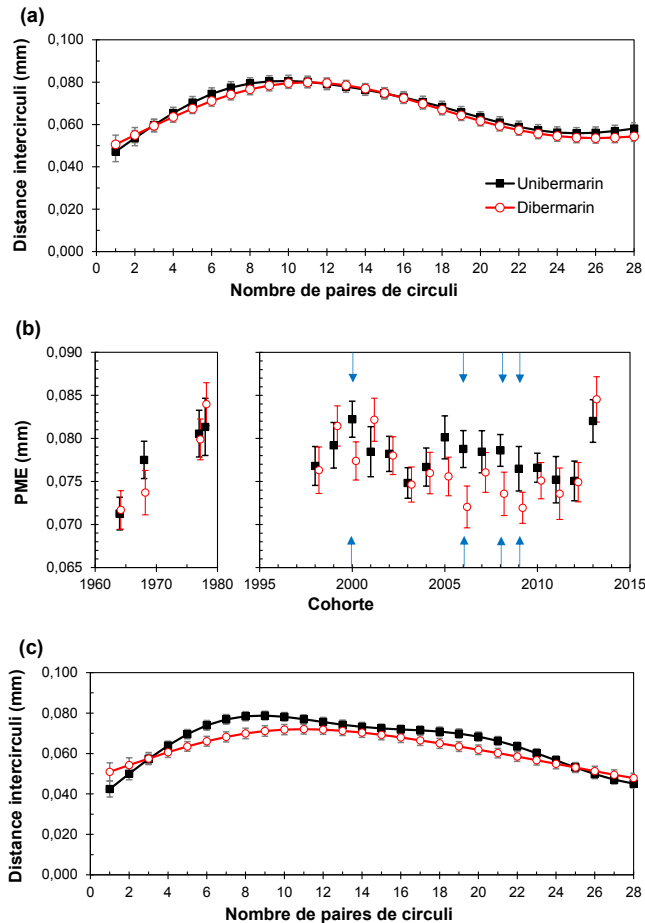 (a)
Distance intercirculi (mm)
0,100
0,080
0,060
0,040
0,020
0,000
Unibermarin
Dibermarin
0 2 4 6 8 10 12 14 16 18 20 22 24 26 28
Nombre de paires de circuli
(b)
PME (mm)
0,090
0,085
0,080
0,075
0,070
0,065
1960 1970 1980 1995 2000 2005 2010 2015
Cohorte
(c)
Distance intercirculi (mm)
0,100
0,080
0,060
0,040
0,020
0,000
0 2 4 6 8 10 12 14 16 18 20 22 24 26 28
Nombre de paires de circuli